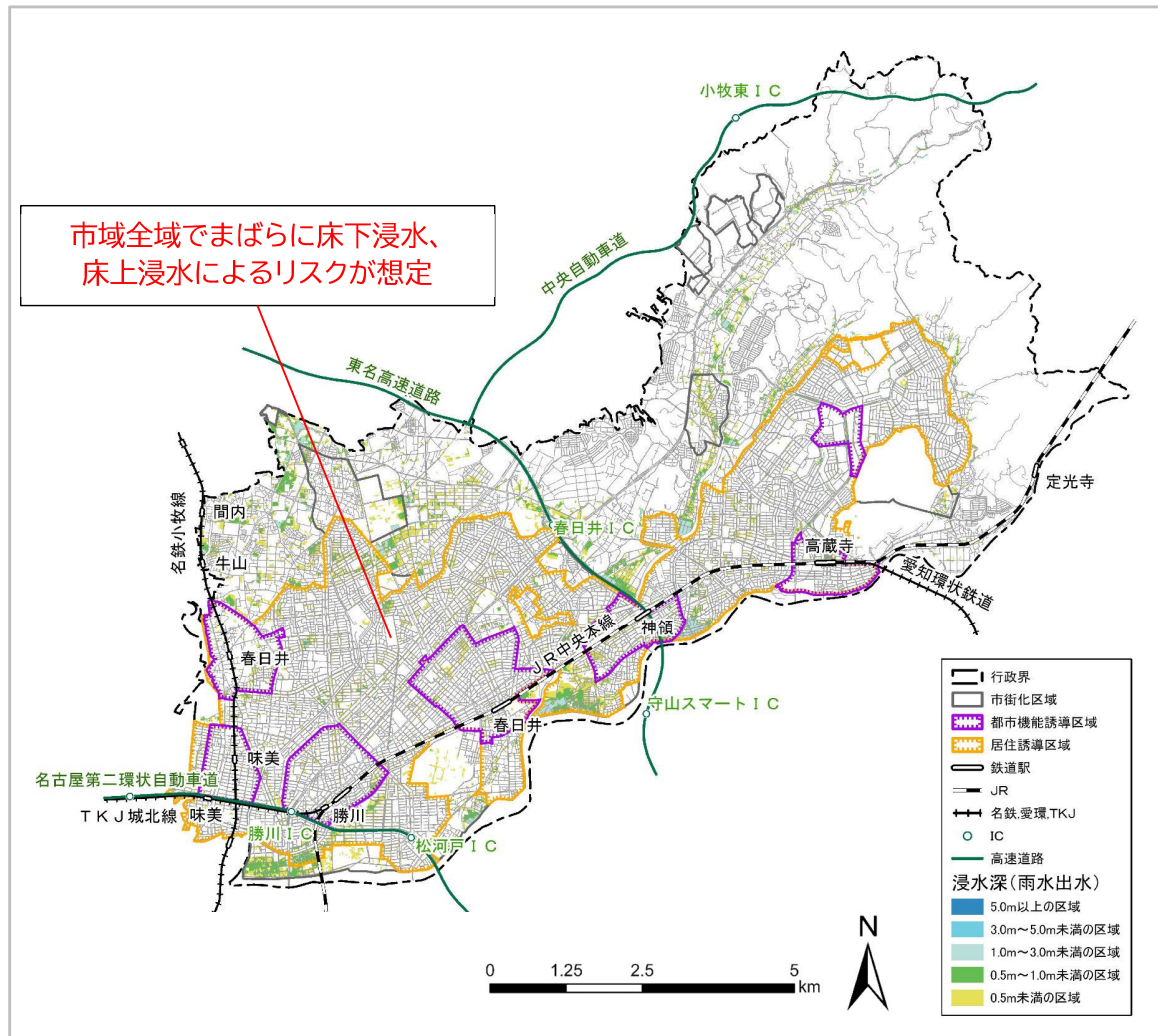 小牧東ＩＣ
市域全域でまばらに床下浸水、
床上浸水によるリスクが想定
中央自動車道
東名高速道路
定光寺
名鉄小牧線
間内
春日井ＩＣ
牛山
高蔵寺
愛知環状鉄道
ＪＲ中央本線
神領
春日井
守山スマートＩＣ
春日井
味美
名古屋第二環状自動車道
ＴＫＪ城北線
味美
勝川
勝川ＩＣ
松河戸ＩＣ
行政界
市街化区域
都市機能誘導区域
居住誘導区域
鉄道駅
JR
名鉄,愛環,TKJ
IC
高速道路
浸水深(雨水出水)
5.0m以上の区域
3.0m～5.0m未満の区域
1.0m～3.0m未満の区域
0.5m～1.0m未満の区域
0.5m未満の区域
N
0 1.25 2.5 5
km